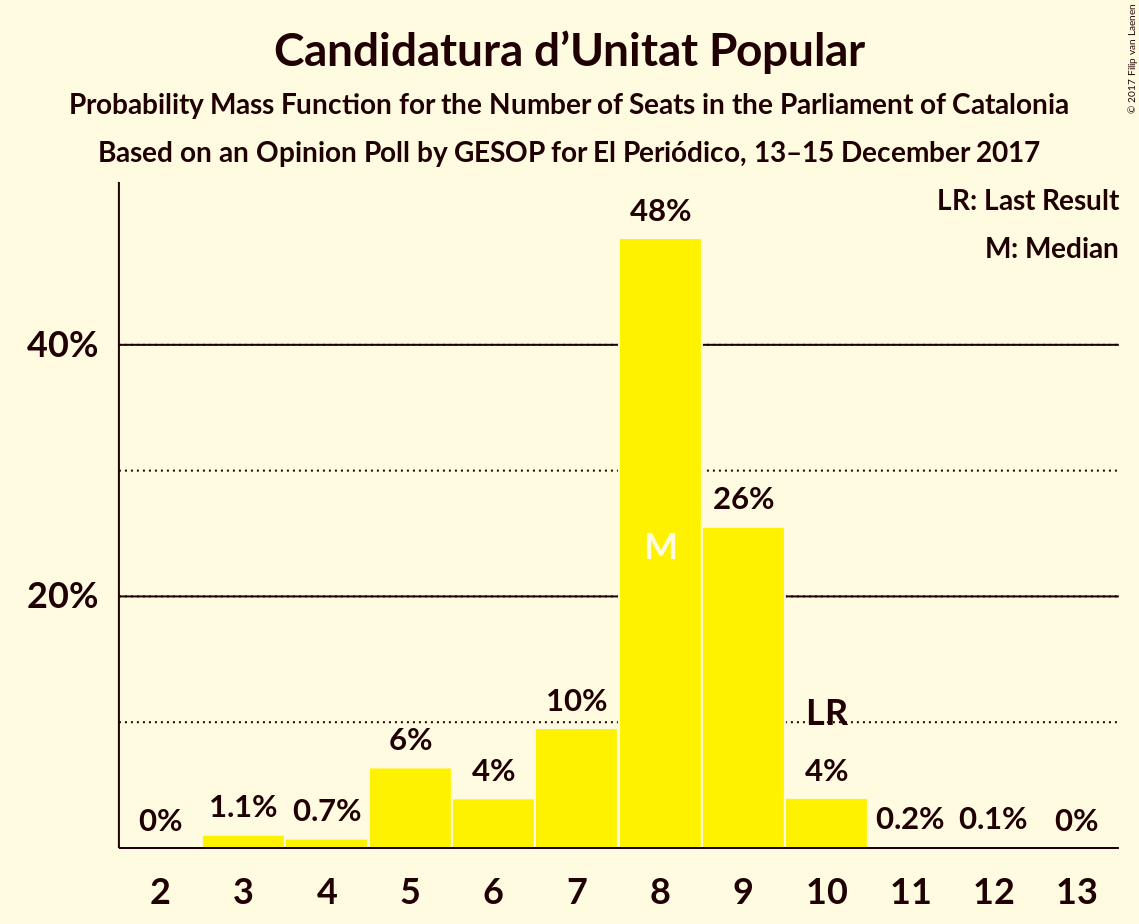 Candidatura d’Unitat Popular
Probability Mass Function for the Number of Seats in the Parliament of Catalonia
Based on an Opinion Poll by GESOP for El Periódico, 13–15 December 2017
© 2017 Filip van Laenen
LR: Last Result
M: Median
48%
40%
26%
M
20%
10%
LR
6%
4%
4%
1.1%
0.7%
0%
0.2%
0.1%
0%
2 3 4 5 6 7 8 9 10 11 12 13